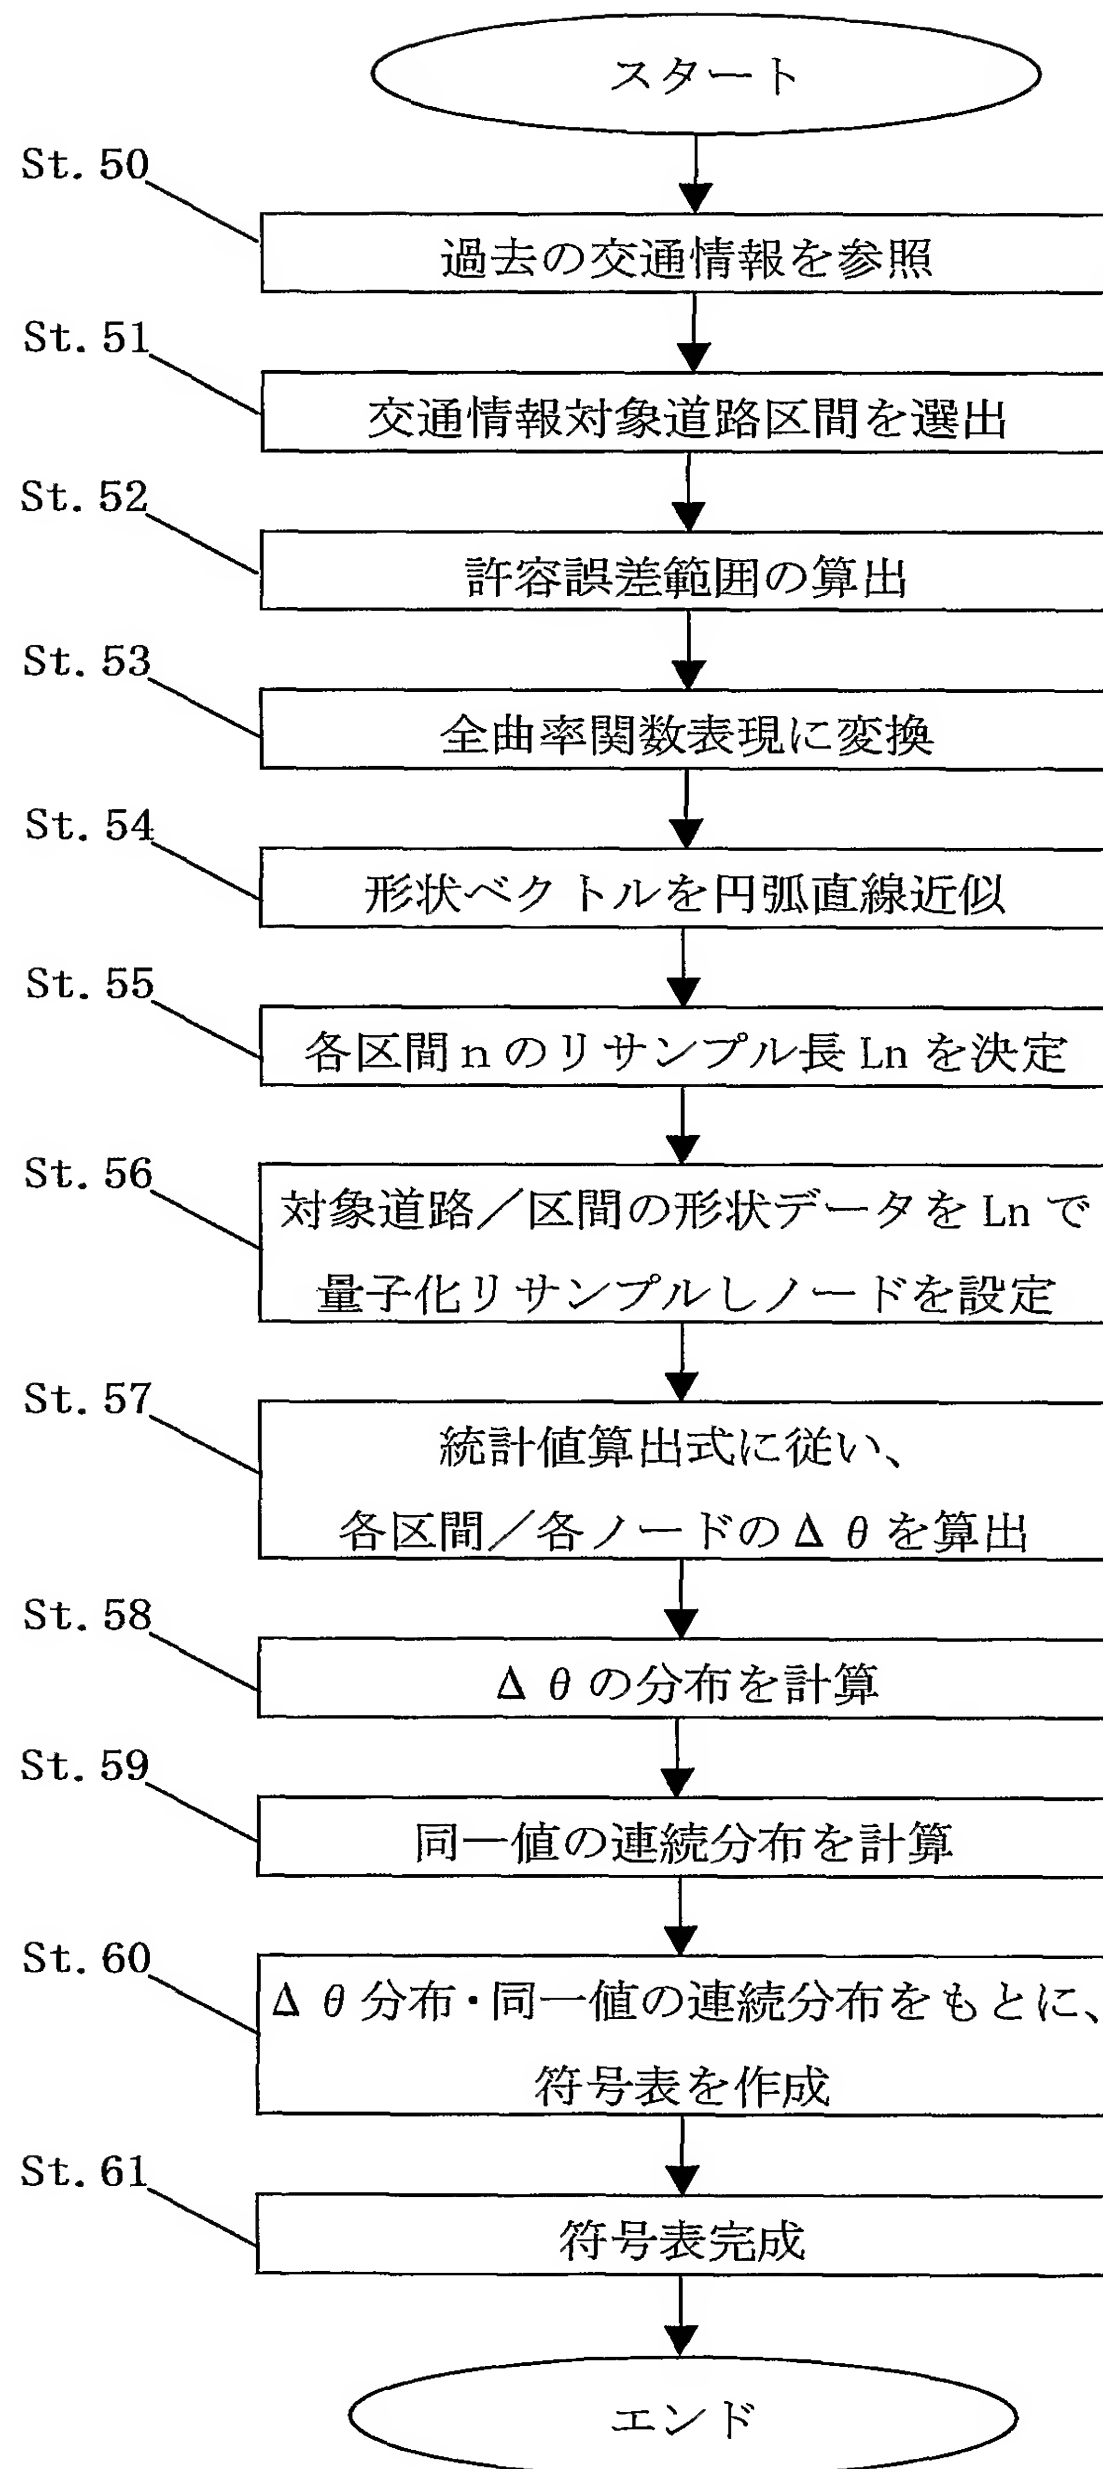 スタート
St. 50
過去の交通情報を参照
St. 51
交通情報対象道路区間を選出
St. 52
許容誤差範囲の算出
St. 53
全曲率関数表現に変換
St. 54
形状ベクトルを円弧直線近似
St. 55
各区間nのリサンプル長Lnを決定
St. 56
対象道路／区間の形状データをLnで
量子化リサンプルしノードを設定
St. 57
統計値算出式に従い、
各区間／各ノードのΔθを算出
St. 58
Δθの分布を計算
St. 59
同一値の連続分布を計算
St. 60
Δθ分布・同一値の連続分布をもとに、
符号表を作成
St. 61
符号表完成
エンド